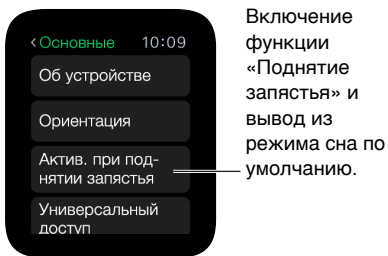 <Основные 10:09
Об устройстве
Ориентация
Актив. при под-
нятии запястья
Универсальный
доступ
Включение
функции
«Поднятие
запястья» и
вывод из
режима сна по
умолчанию.